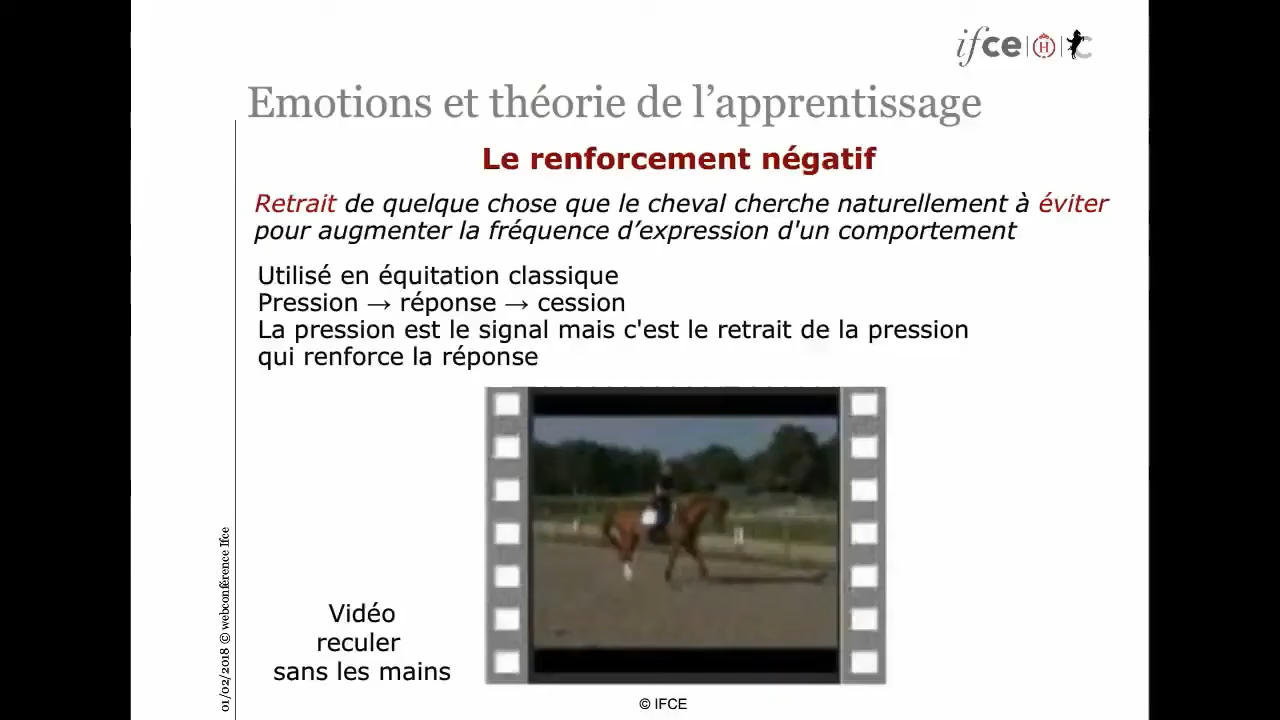 ifce | H |
Emotions et théorie de l’apprentissage
Le renforcement négatif
Retrait de quelque chose que le cheval cherche naturellement à éviter
pour augmenter la fréquence d’expression d'un comportement
Utilisé en équitation classique
Pression → réponse → cession
La pression est le signal mais c'est le retrait de la pression
qui renforce la réponse
Vidéo
reculer
sans les mains
© IFCE
01/02/2018 © webconférence Ifce